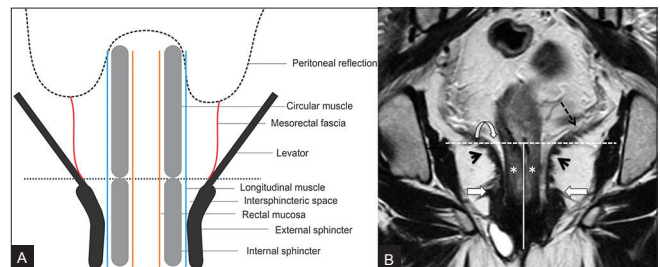 Peritoneal reflection
Circular muscle
Mesorectal fascia
Levator
Longitudinal muscle
Intersphincteric space
Rectal mucosa
External sphincter
Internal sphincter
A
B